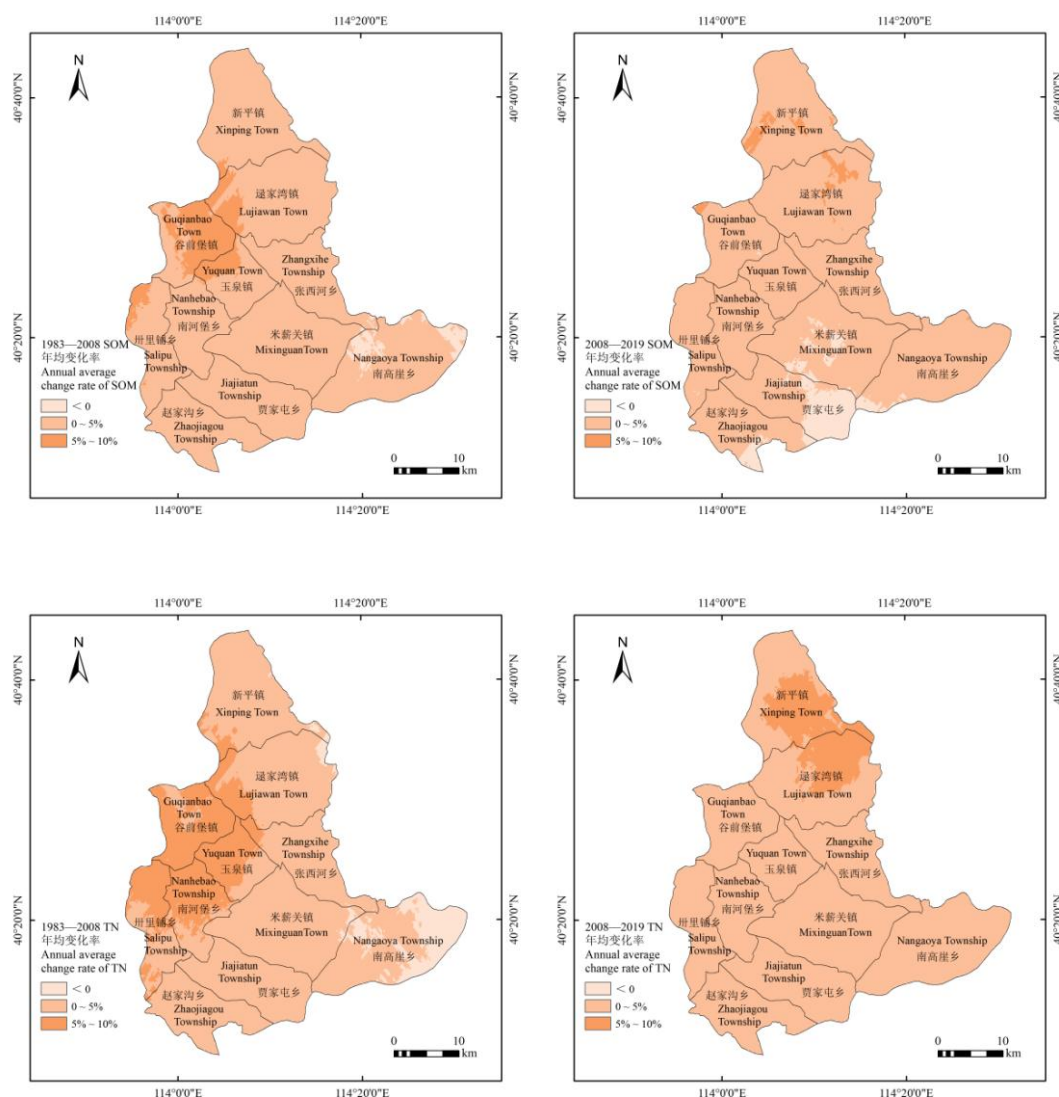 114°0'0"E 114°20'0"E
N
40°40'0"N
40°40'0"N
新平镇
Xinping Town
逯家湾镇
Lujiawan Town
Guqianbao
Town
谷前堡镇
Yuquan Town
玉泉镇
Zhangxihe
Township
张西河乡
Nanhebao
Township
南河堡乡
40°20'0"N
40°20'0"N
卅里铺乡
Salipu
Township
米薪关镇
MixinguanTown
Nangaoya Township
南高崖乡
Jiajiatun
Township
贾家屯乡
赵家沟乡
Zhaojiagou
Township
1983—2008 SOM
年均变化率
Annual average
change rate of SOM
< 0
0 ~ 5%
5% ~ 10%
0 10
km
114°0'0"E 114°20'0"E
114°0'0"E 114°20'0"E
N
40°40'0"N
新平镇
Xinping Town
逯家湾镇
Lujiawan Town
Guqianbao
Town
谷前堡镇
Yuquan Town
玉泉镇
Zhangxihe
Township
张西河乡
Nanhebao
Township
南河堡乡
40°20'0"N
卅里铺乡
Salipu
Township
米薪关镇
MixinguanTown
Nangaoya Township
南高崖乡
Jiajiatun
Township
贾家屯乡
赵家沟乡
Zhaojiagou
Township
2008—2019 SOM
年均变化率
Annual average
change rate of SOM
< 0
0 ~ 5%
5% ~ 10%
0 10
km
114°0'0"E 114°20'0"E
114°0'0"E 114°20'0"E
N
40°40'0"N
40°40'0"N
新平镇
Xinping Town
逯家湾镇
Lujiawan Town
Guqianbao
Town
谷前堡镇
Yuquan Town
玉泉镇
Zhangxihe
Township
张西河乡
Nanhebao
Township
南河堡乡
40°20'0"N
40°20'0"N
卅里铺乡
Salipu
Township
米薪关镇
MixinguanTown
Nangaoya Township
南高崖乡
Jiajiatun
Township
贾家屯乡
赵家沟乡
Zhaojiagou
Township
1983—2008 TN
年均变化率
Annual average
change rate of TN
< 0
0 ~ 5%
5% ~ 10%
0 10
km
114°0'0"E 114°20'0"E
114°0'0"E 114°20'0"E
N
40°40'0"N
新平镇
Xinping Town
逯家湾镇
Lujiawan Town
Guqianbao
Town
谷前堡镇
Yuquan Town
玉泉镇
Zhangxihe
Township
张西河乡
Nanhebao
Township
南河堡乡
40°20'0"N
卅里铺乡
Salipu
Township
米薪关镇
MixinguanTown
Nangaoya Township
南高崖乡
Jiajiatun
Township
贾家屯乡
赵家沟乡
Zhaojiagou
Township
2008—2019 TN
年均变化率
Annual average
change rate of TN
< 0
0 ~ 5%
5% ~ 10%
0 10
km
114°0'0"E 114°20'0"E